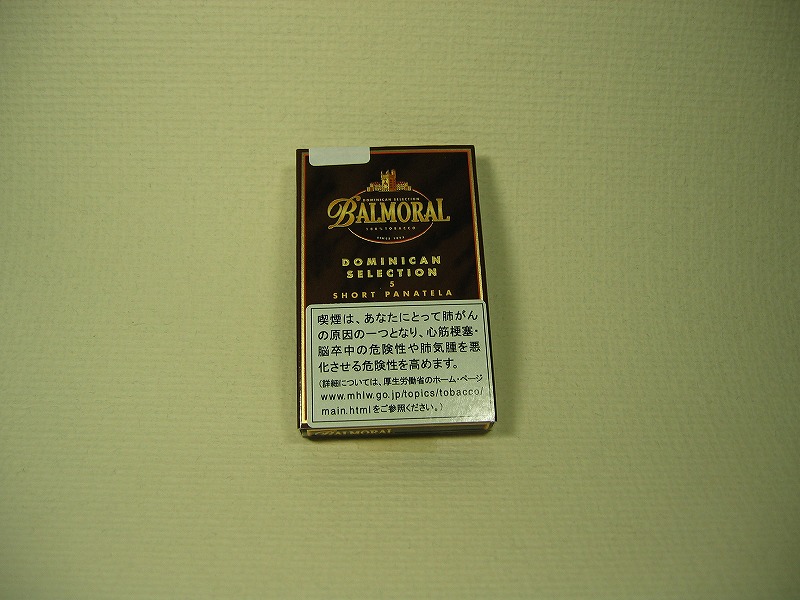 DOMINICAN SELECTION
BALMORAL
100% TOBACCO
DOMINICAN
SELECTION
5
SHORT PANATELA
喫煙は、あなたにとって肺がん
の原因の一つとなり、心筋梗塞・
脳卒中の危険性や肺気腫を悪
化させる危険性を高めます。
(詳細については、厚生労働省のホーム・ページ
www.mhlw.go.jp/topics/tobacco/
main.htmlをご参照ください。)
BALMORAL